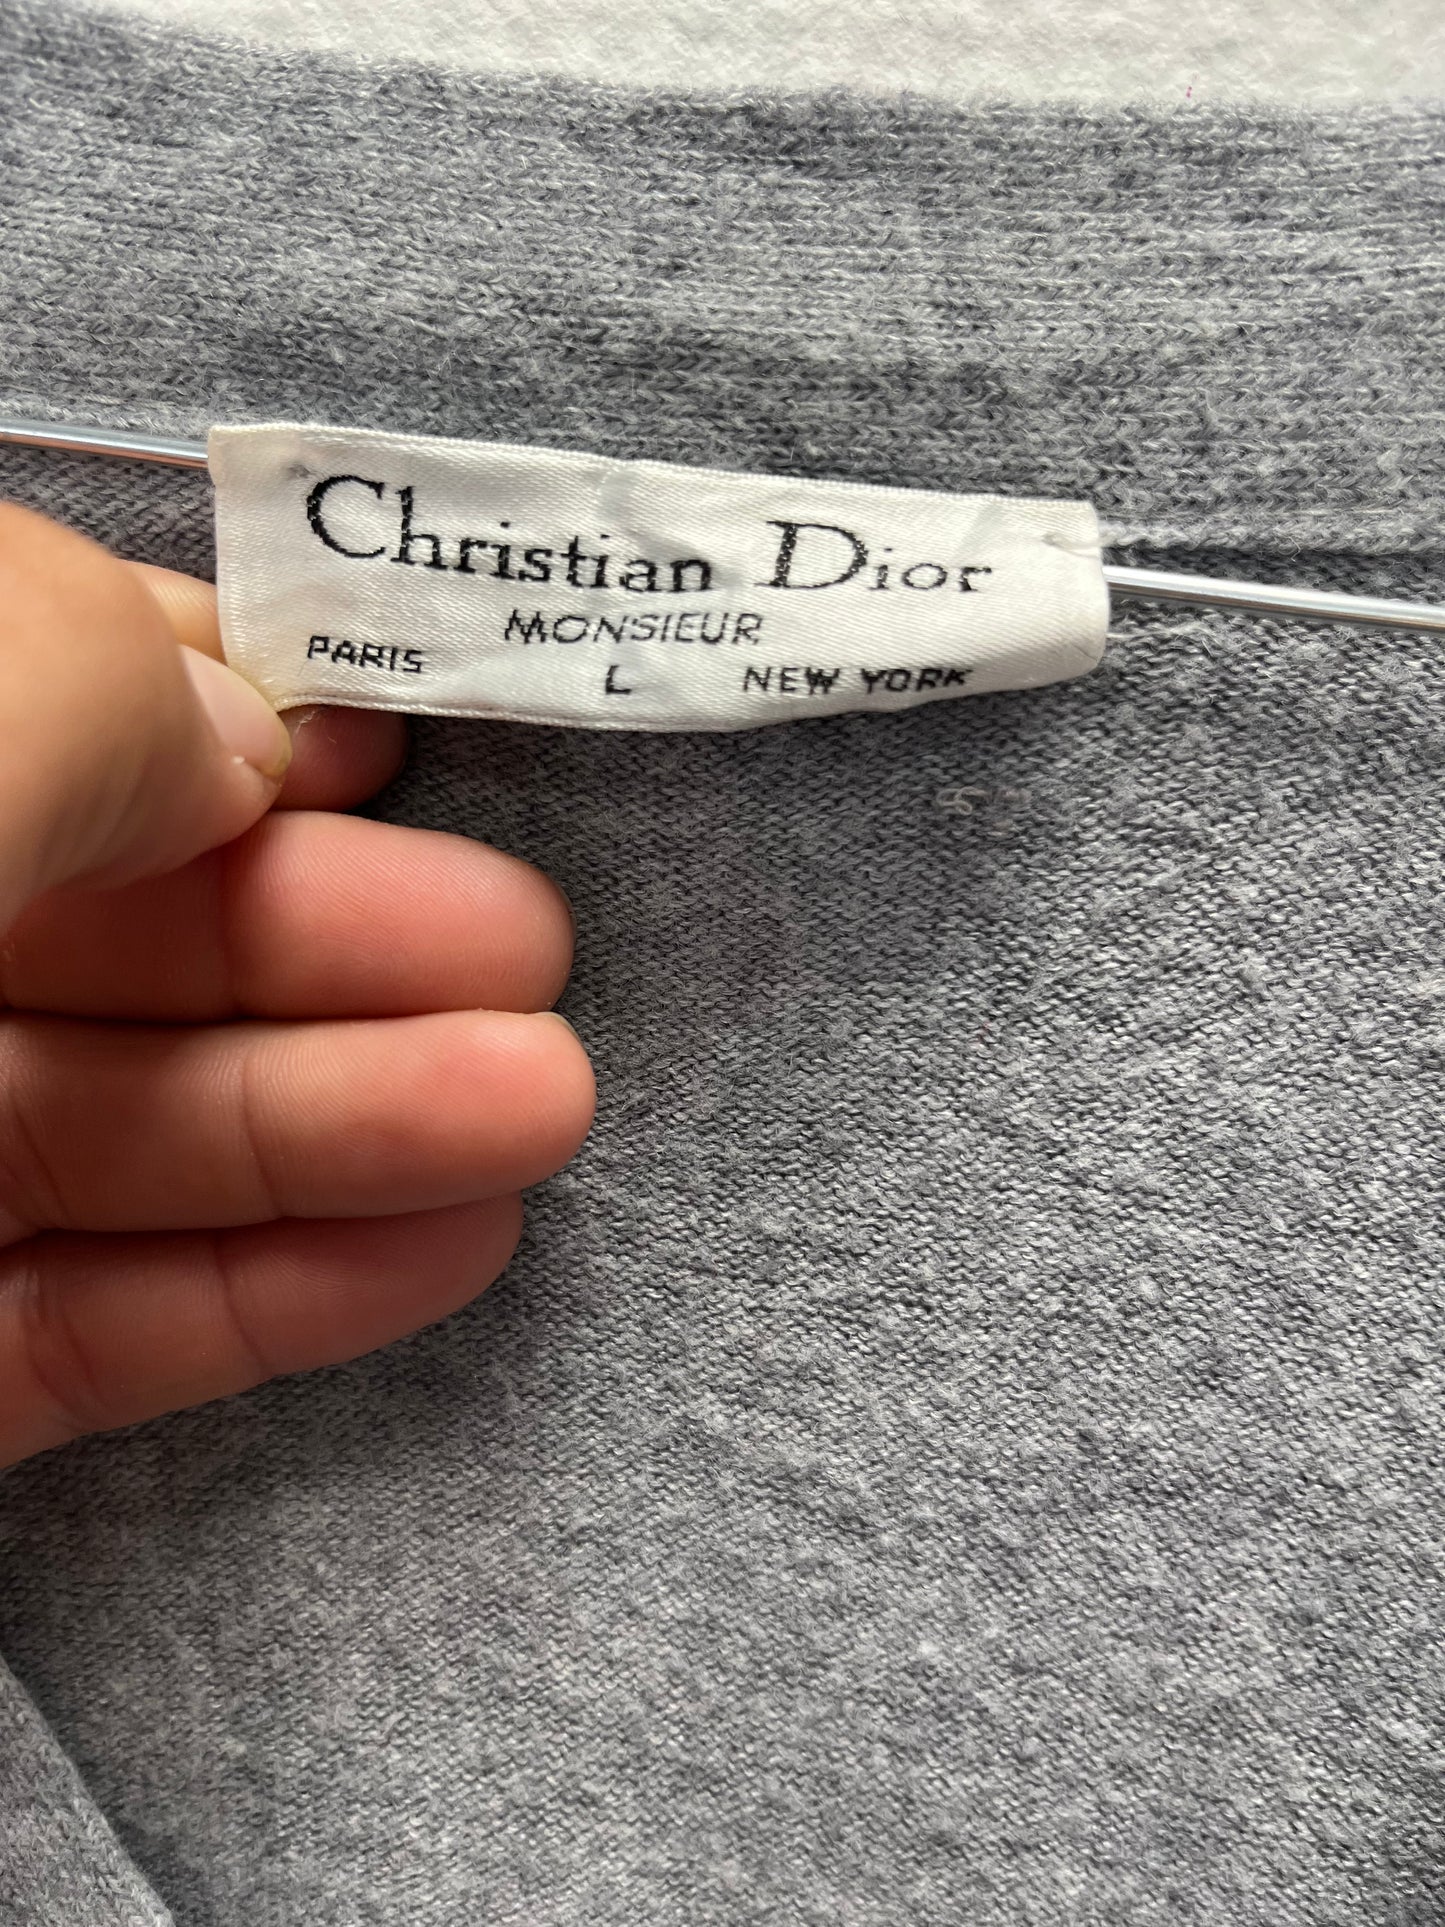 Christian Dior
MONSIEUR
PARIS L NEW YORK